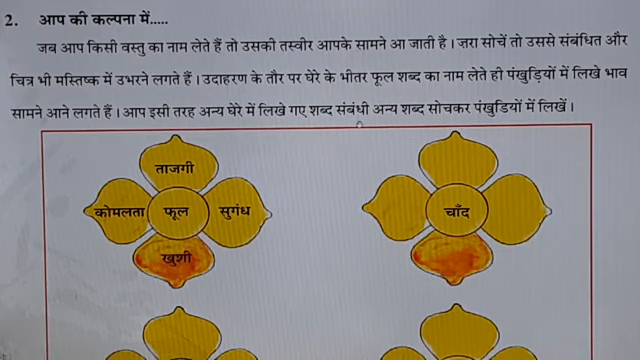 2. आप की कल्पना में.....
जब आप किसी वस्तु का नाम लेते हैं तो उसकी तस्वीर आपके सामने आ जाती है। ज़रा सोचें तो उससे संबंधित और
चित्र भी मस्तिष्क में उभरने लगते हैं। उदाहरण के तौर पर घेरे के भीतर फूल शब्द का नाम लेते ही पंखुड़ियों में लिखे भाव
सामने आने लगते हैं। आप इसी तरह अन्य घेरे में लिखे गए शब्द संबंधी अन्य शब्द सोचकर पंखुडियों में लिखें।
ताजगी
कोमलता फूल सुगंध
चाँद
खुशी